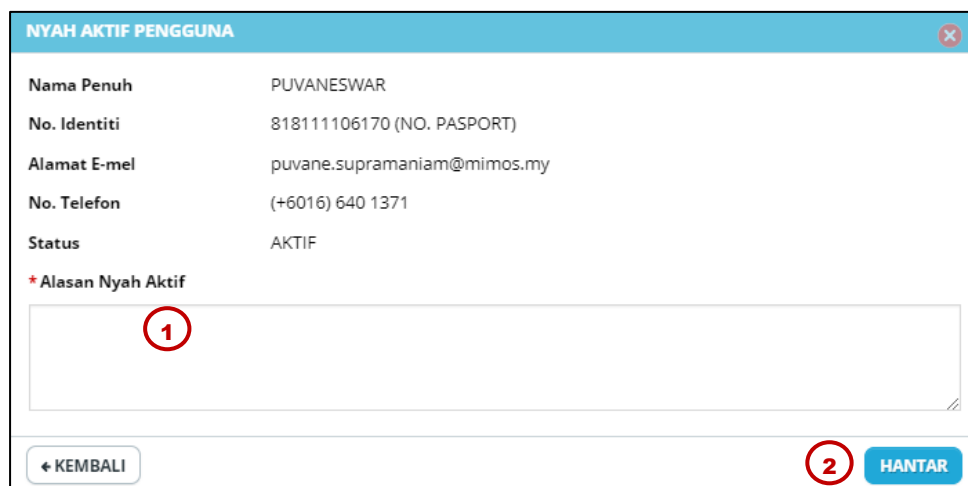 NYAH AKTIF PENGGUNA
Nama Penuh PUVANESWAR
No. Identiti 818111106170 (NO. PASPORT)
Alamat E-mel puvane.supramaniam@mimos.my
No. Telefon (+6016) 640 1371
Status AKTIF
* Alasan Nyah Aktif
1
KEMBALI 2 HANTAR